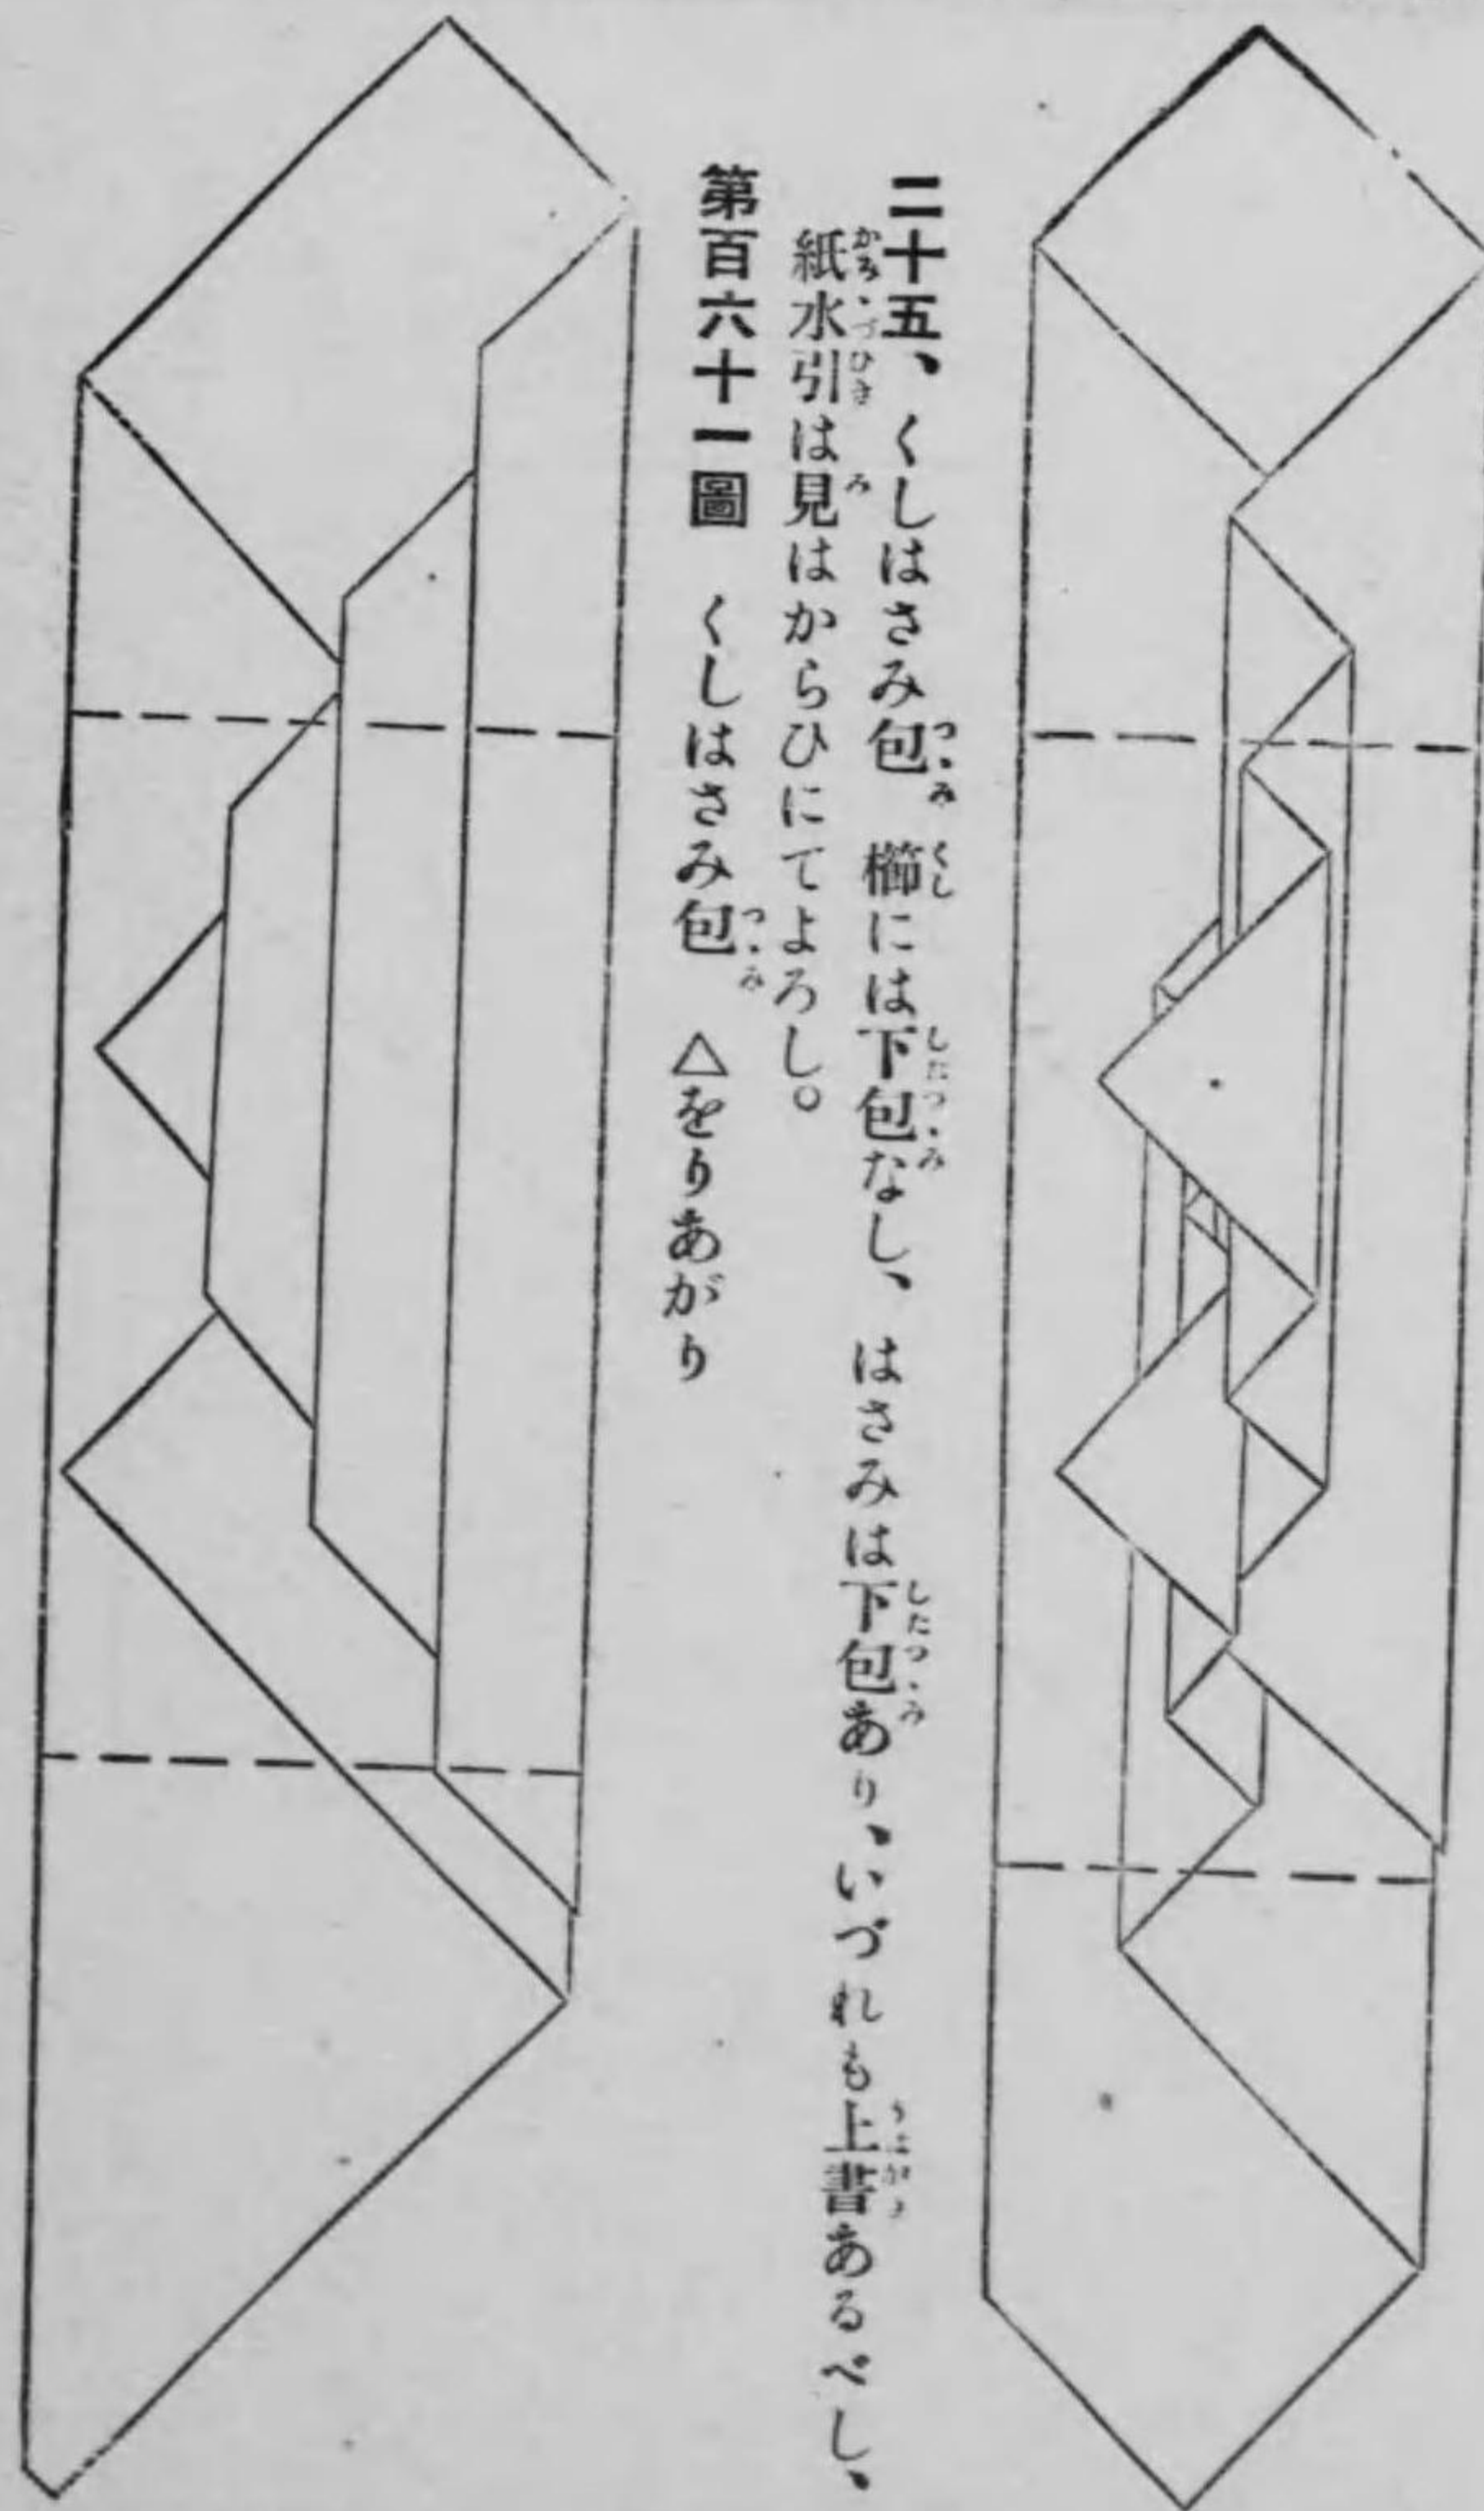 二十五、くしはさみ包　櫛には下包なし、はさみは下包あり、いづれも上書あるべし、
紙水引は見はからひにてよろし。
第百六十一圖　くしはさみ包　△をりあがり